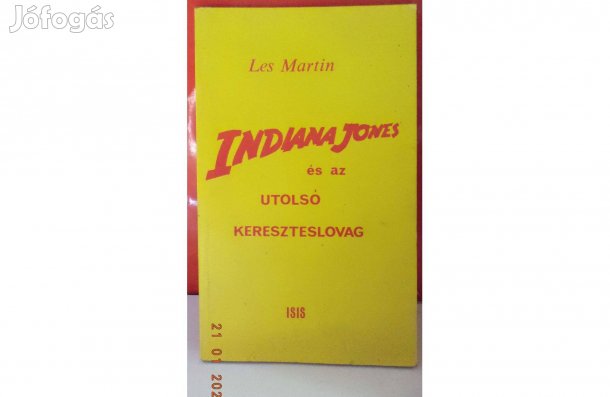 Jófogás
Les Martin
INDIANA JONES
és az
UTOLSÓ
KERESZTESLOVAG
ISIS
21 01 202